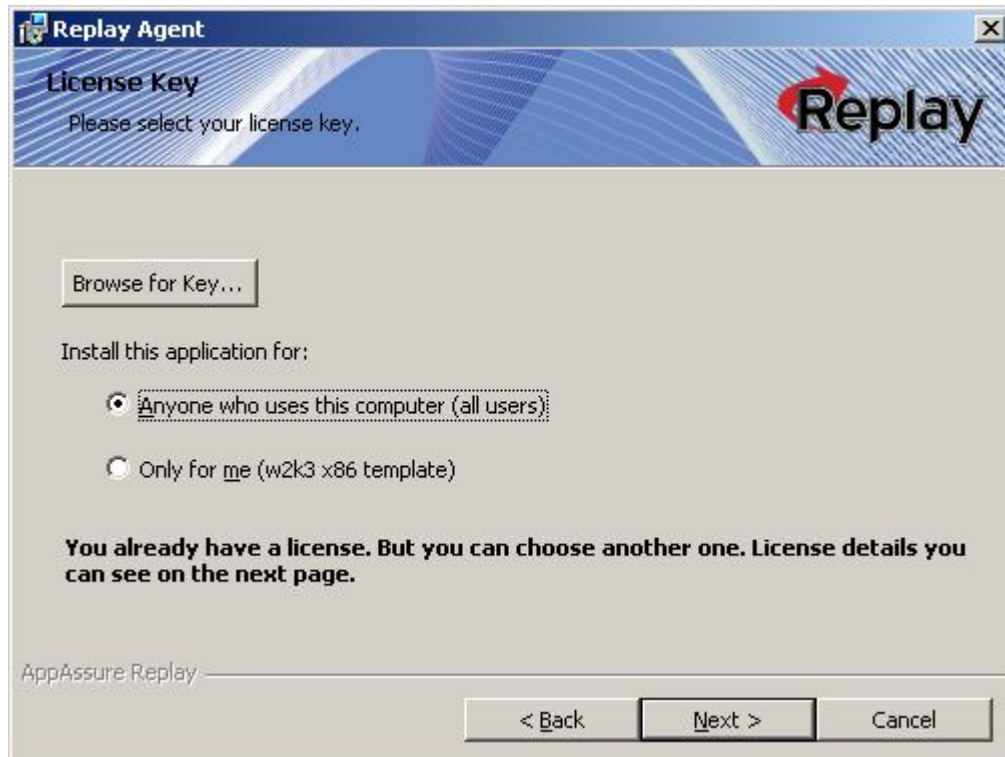 Replay Agent
License Key
Please select your license key.
Replay
Browse for Key...
Install this application for:
Anyone who uses this computer (all users)
Only for me (w2k3 x86 template)
You already have a license. But you can choose another one. License details you
can see on the next page.
AppAssure Replay
< Back
Next >
Cancel